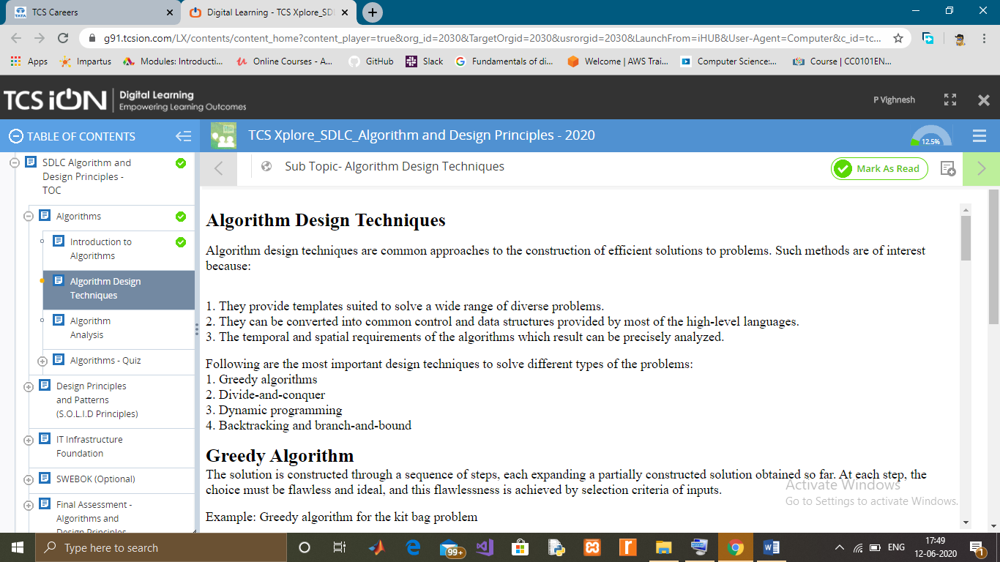 TCS Careers
Digital Learning - TCS Xplore_SDL
g91.tcsion.com/LX/contents/content_home?content_player=true&org_id=2030&TargetOrgid=2030&usrorgid=2030&LaunchFrom=iHUB&User-Agent=Computer&c_id=tc...
Apps
Impartus
Modules: Introducti...
Online Courses - A...
GitHub
Slack
Fundamentals of di...
Welcome | AWS Trai...
Computer Science:...
Course | CC0101EN...
TCS iON
Digital Learning
Empowering Learning Outcomes
P Vighnesh
TABLE OF CONTENTS
TCS Xplore_SDLC_Algorithm and Design Principles - 2020
12.5%
SDLC Algorithm and
Design Principles -
TOC
Algorithms
Introduction to
Algorithms
Algorithm Design
Techniques
Algorithm
Analysis
Algorithms - Quiz
Design Principles
and Patterns
(S.O.L.I.D Principles)
IT Infrastructure
Foundation
SWEBOK (Optional)
Final Assessment -
Algorithms and
Design Principles
Sub Topic- Algorithm Design Techniques
Mark As Read
Algorithm Design Techniques
Algorithm design techniques are common approaches to the construction of efficient solutions to problems. Such methods are of interest
because:
1. They provide templates suited to solve a wide range of diverse problems.
2. They can be converted into common control and data structures provided by most of the high-level languages.
3. The temporal and spatial requirements of the algorithms which result can be precisely analyzed.
Following are the most important design techniques to solve different types of the problems:
1. Greedy algorithms
2. Divide-and-conquer
3. Dynamic programming
4. Backtracking and branch-and-bound
Greedy Algorithm
The solution is constructed through a sequence of steps, each expanding a partially constructed solution obtained so far. At each step, the
choice must be flawless and ideal, and this flawlessness is achieved by selection criteria of inputs.
Example: Greedy algorithm for the kit bag problem
Activate Windows
Go to Settings to activate Windows.
Type here to search
99+
ENG
17:49
12-06-2020
1